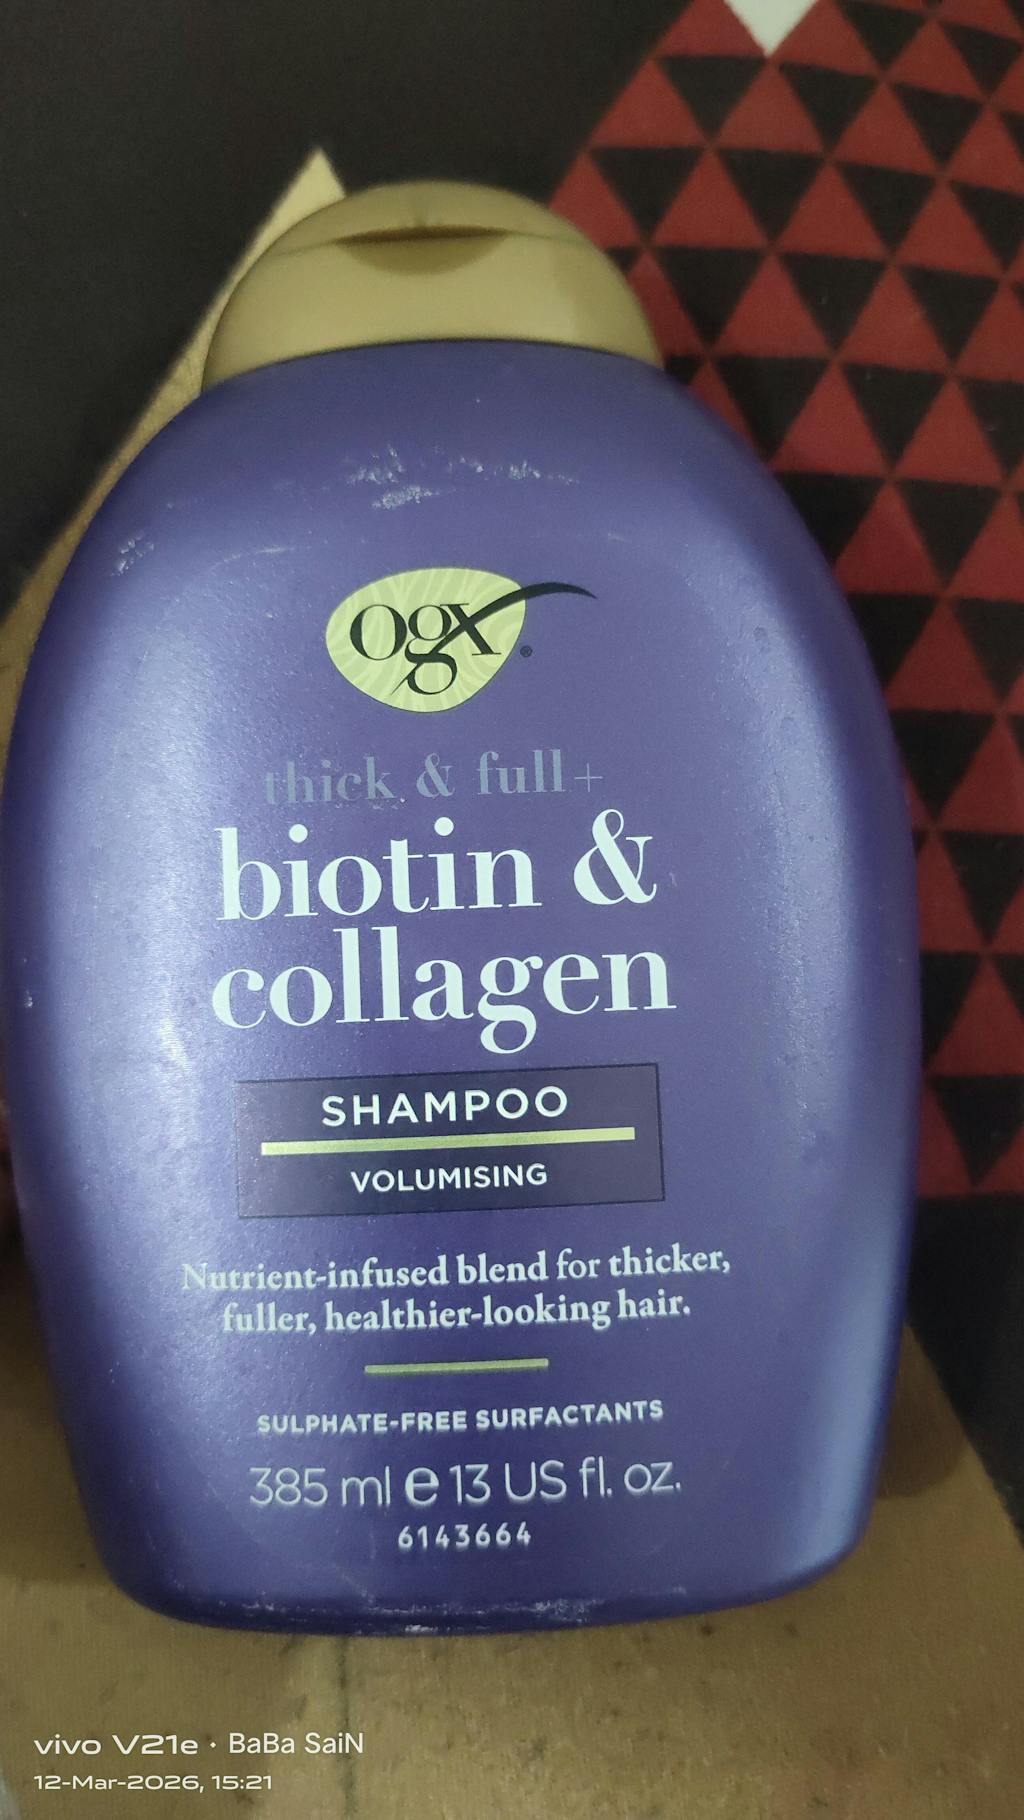 ogx®
thick & full+
biotin &
collagen
SHAMPOO
VOLUMISING
Nutrient-infused blend for thicker,
fuller, healthier-looking hair.
SULPHATE-FREE SURFACTANTS
385 ml e 13 US fl. oz.
6143664
vivo V21e · BaBa SaiN
12-Mar-2026, 15:21